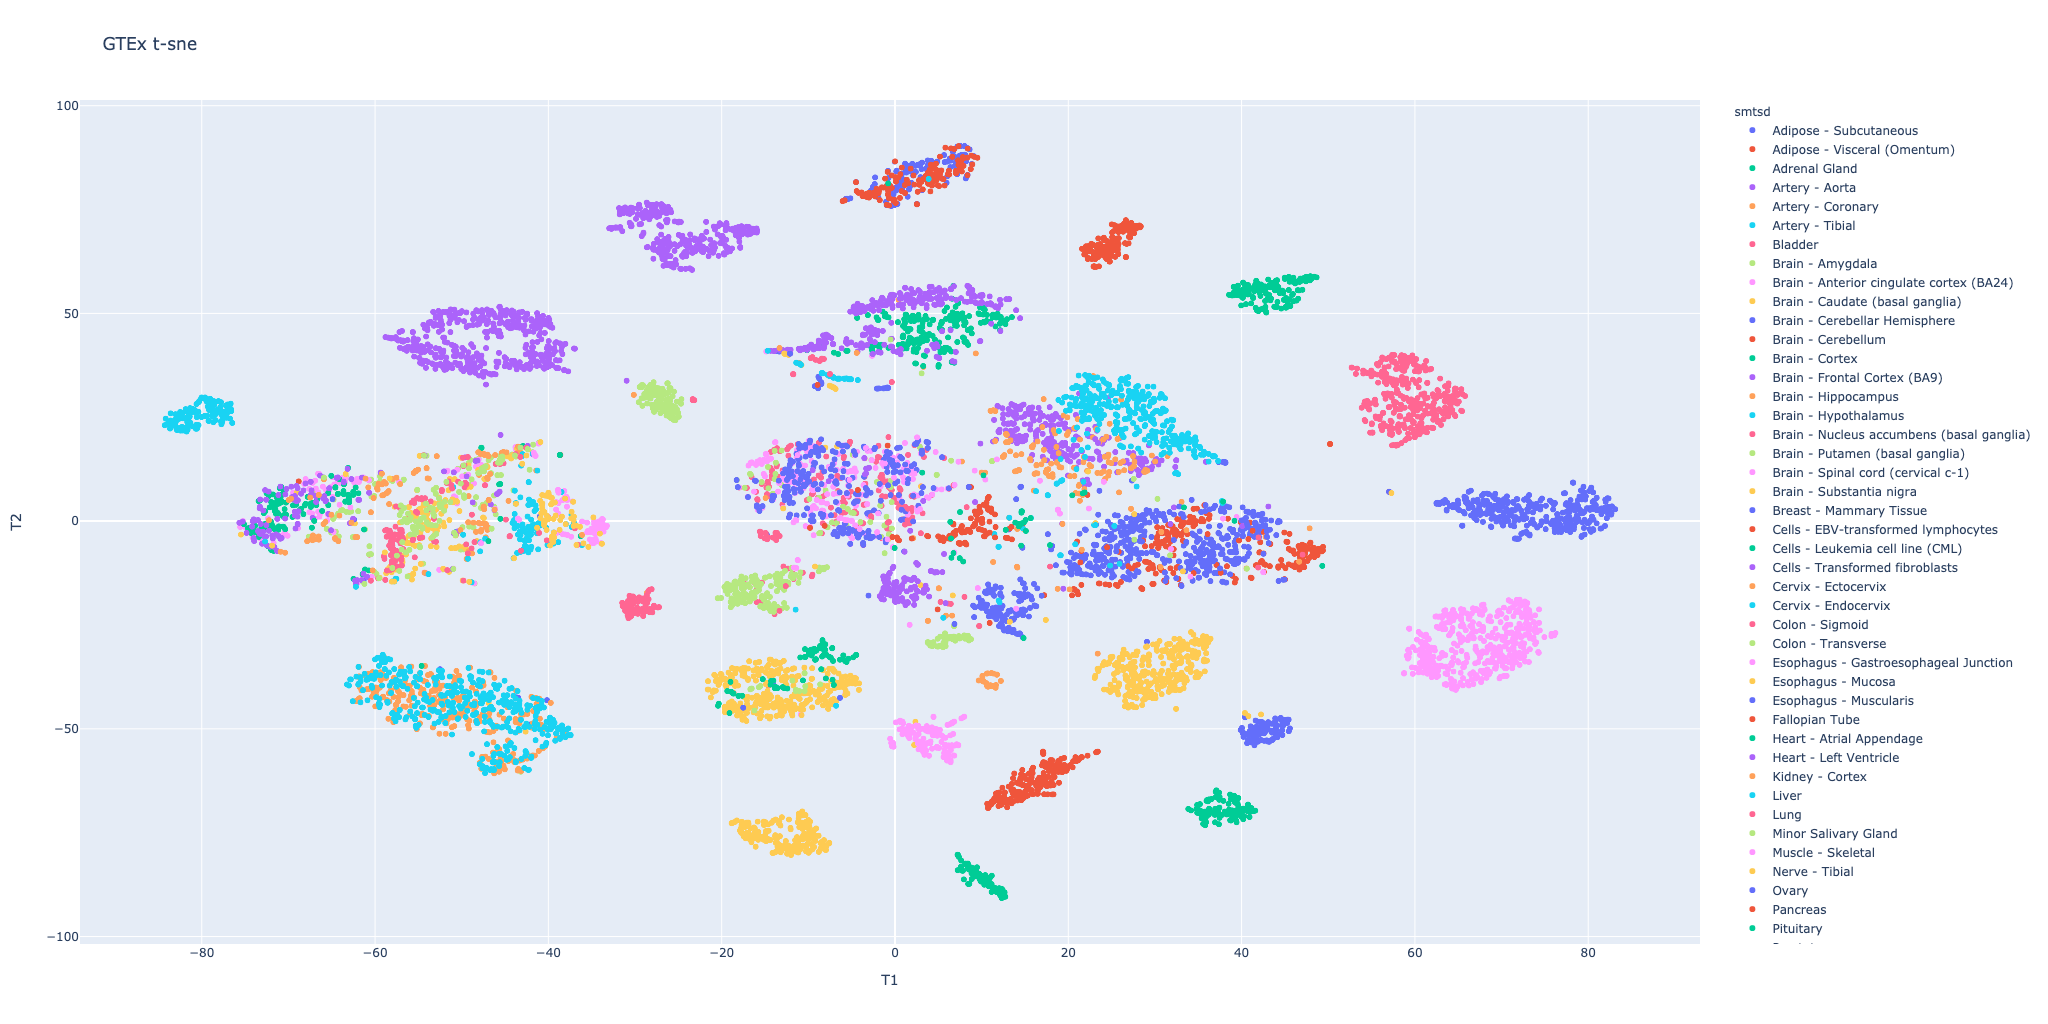 GTEx t-sne
100
50
0
−50
−100
T2
−80
−60
−40
−20
0
20
40
60
80
T1
smtsd
Adipose - Subcutaneous
Adipose - Visceral (Omentum)
Adrenal Gland
Artery - Aorta
Artery - Coronary
Artery - Tibial
Bladder
Brain - Amygdala
Brain - Anterior cingulate cortex (BA24)
Brain - Caudate (basal ganglia)
Brain - Cerebellar Hemisphere
Brain - Cerebellum
Brain - Cortex
Brain - Frontal Cortex (BA9)
Brain - Hippocampus
Brain - Hypothalamus
Brain - Nucleus accumbens (basal ganglia)
Brain - Putamen (basal ganglia)
Brain - Spinal cord (cervical c-1)
Brain - Substantia nigra
Breast - Mammary Tissue
Cells - EBV-transformed lymphocytes
Cells - Leukemia cell line (CML)
Cells - Transformed fibroblasts
Cervix - Ectocervix
Cervix - Endocervix
Colon - Sigmoid
Colon - Transverse
Esophagus - Gastroesophageal Junction
Esophagus - Mucosa
Esophagus - Muscularis
Fallopian Tube
Heart - Atrial Appendage
Heart - Left Ventricle
Kidney - Cortex
Liver
Lung
Minor Salivary Gland
Muscle - Skeletal
Nerve - Tibial
Ovary
Pancreas
Pituitary